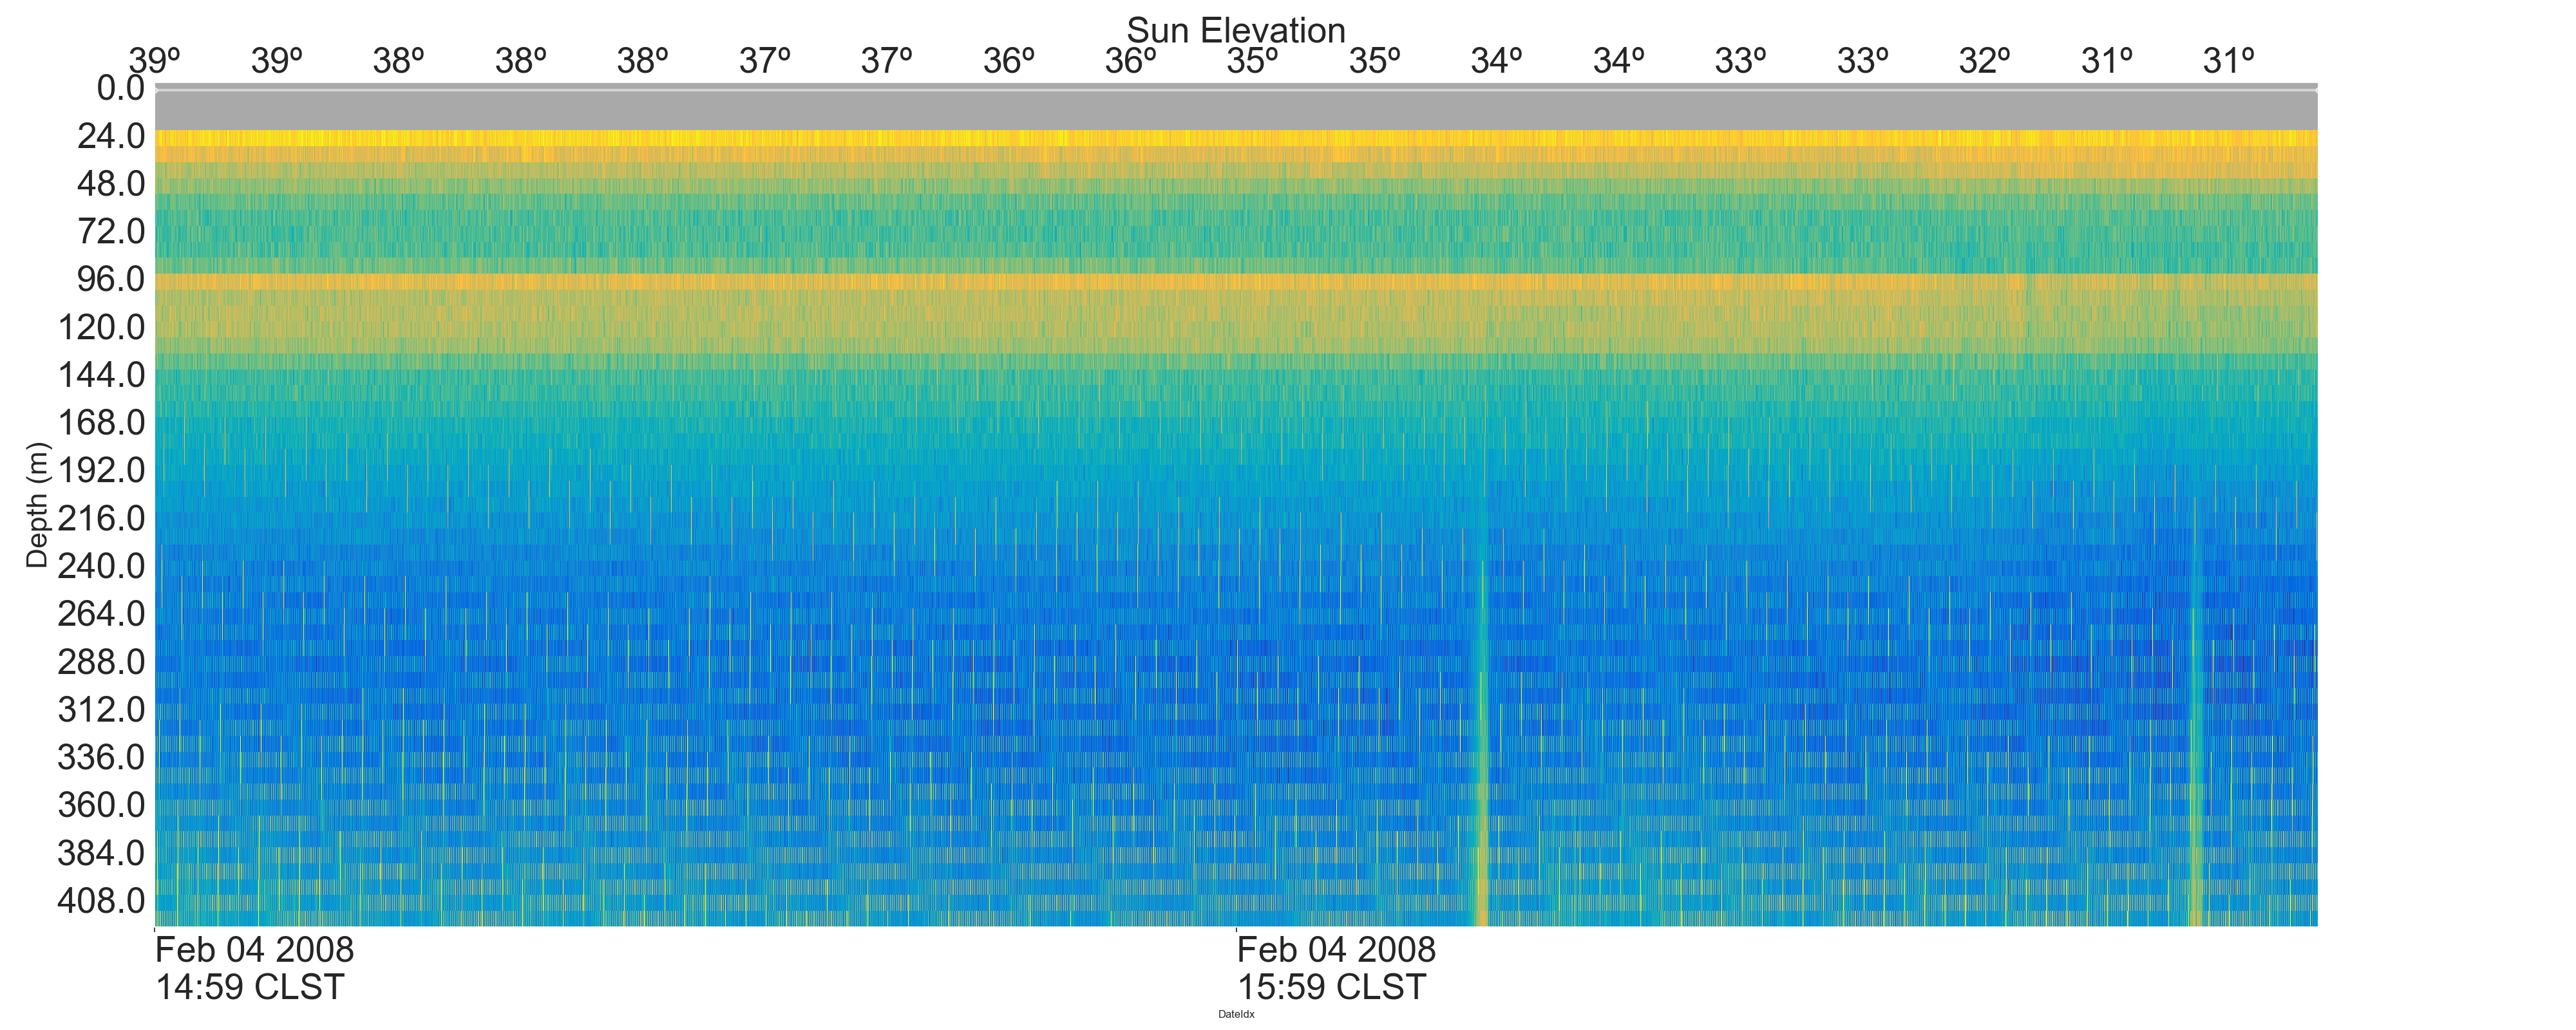 Sun Elevation
39º 39º 38º 38º 38º 37º 37º 36º 36º 35º 35º 34º 34º 33º 33º 32º 31º 31º
0.0
24.0
48.0
72.0
96.0
120.0
144.0
168.0
192.0
216.0
240.0
264.0
288.0
312.0
336.0
360.0
384.0
408.0
Depth (m)
Feb 04 2008
14:59 CLST
Feb 04 2008
15:59 CLST
DateIdx